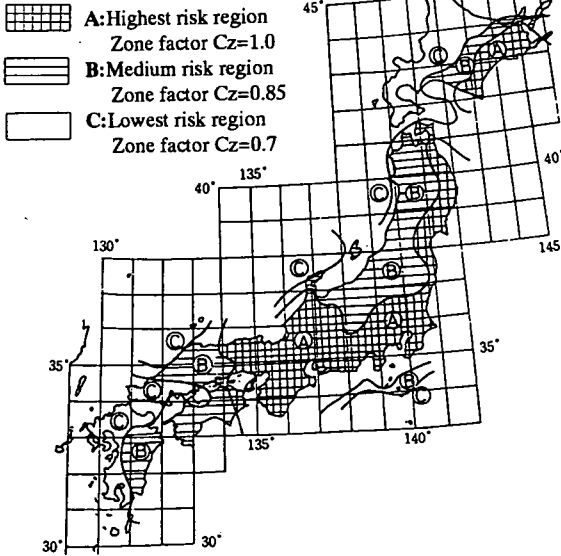 A:Highest risk region
Zone factor Cz=1.0
B:Medium risk region
Zone factor Cz=0.85
C:Lowest risk region
Zone factor Cz=0.7
45°
C
B
A
40°
135°
40°
C
B
145°
130°
C
B
C
A
A
35°
B
35°
C
B
C
C
135°
140°
B
30°
30°